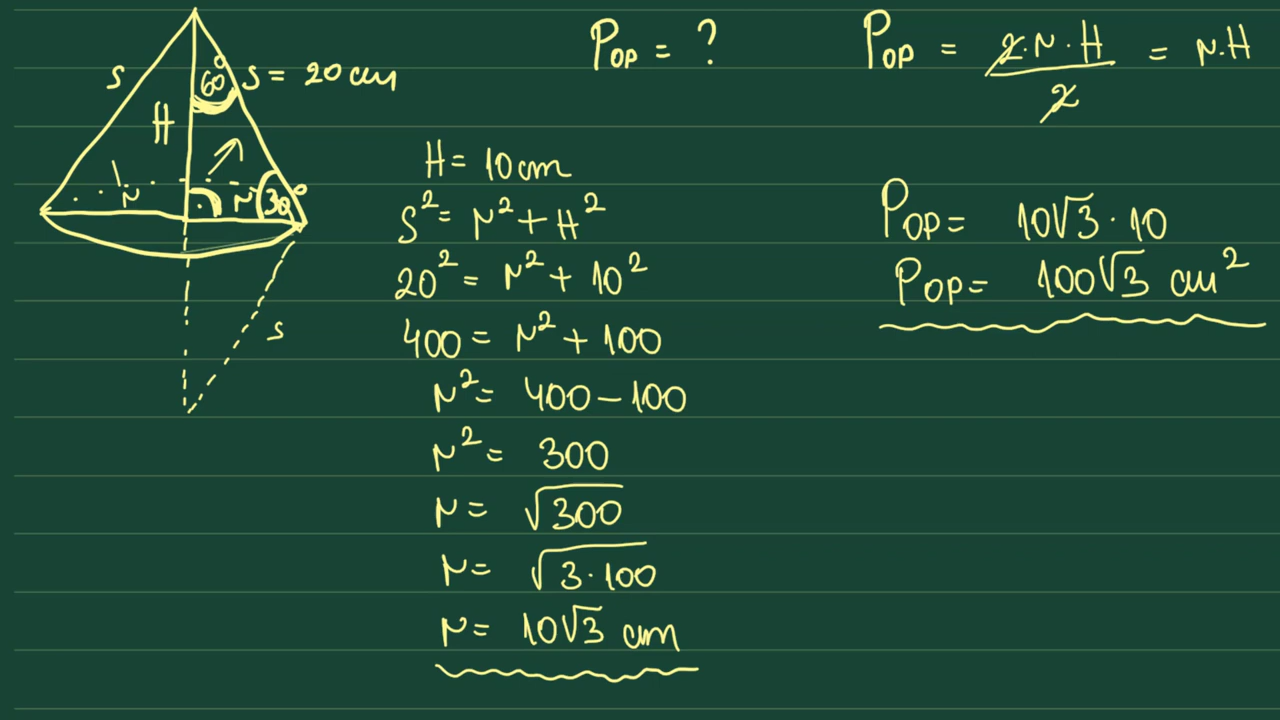 s
H
60°
s = 20 cm
r
r
30°
s
P_OP = ?
P_OP = 2·r·H / 2 = r·H
H = 10 cm
s² = r² + H²
20² = r² + 10²
400 = r² + 100
r² = 400 − 100
r² = 300
r = √300
r = √3·100
r = 10√3 cm
P_OP = 10√3 · 10
P_OP = 100√3 cm²